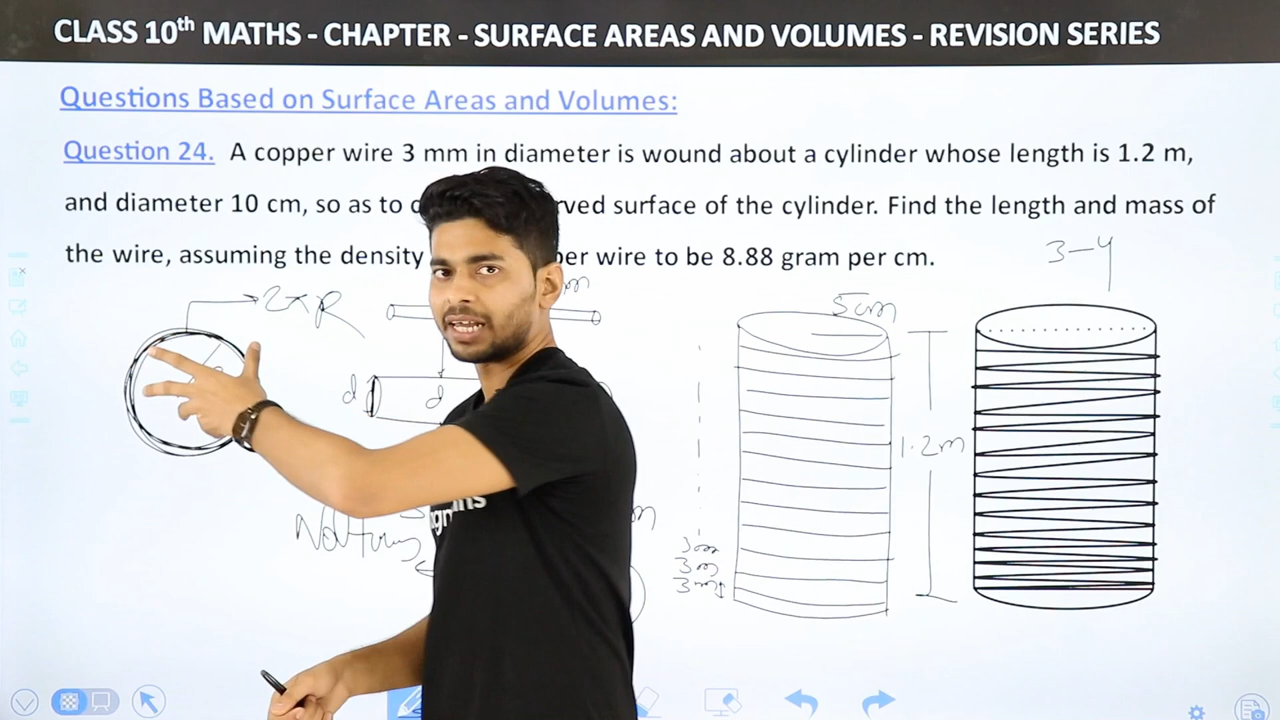 CLASS 10th MATHS - CHAPTER - SURFACE AREAS AND VOLUMES - REVISION SERIES
Questions Based on Surface Areas and Volumes:
Question 24. A copper wire 3 mm in diameter is wound about a cylinder whose length is 1.2 m,
and diameter 10 cm, so as to rved surface of the cylinder. Find the length and mass of
the wire, assuming the density per wire to be 8.88 gram per cm.
3-4
2πR
5cm
d
d
1.2m
3m